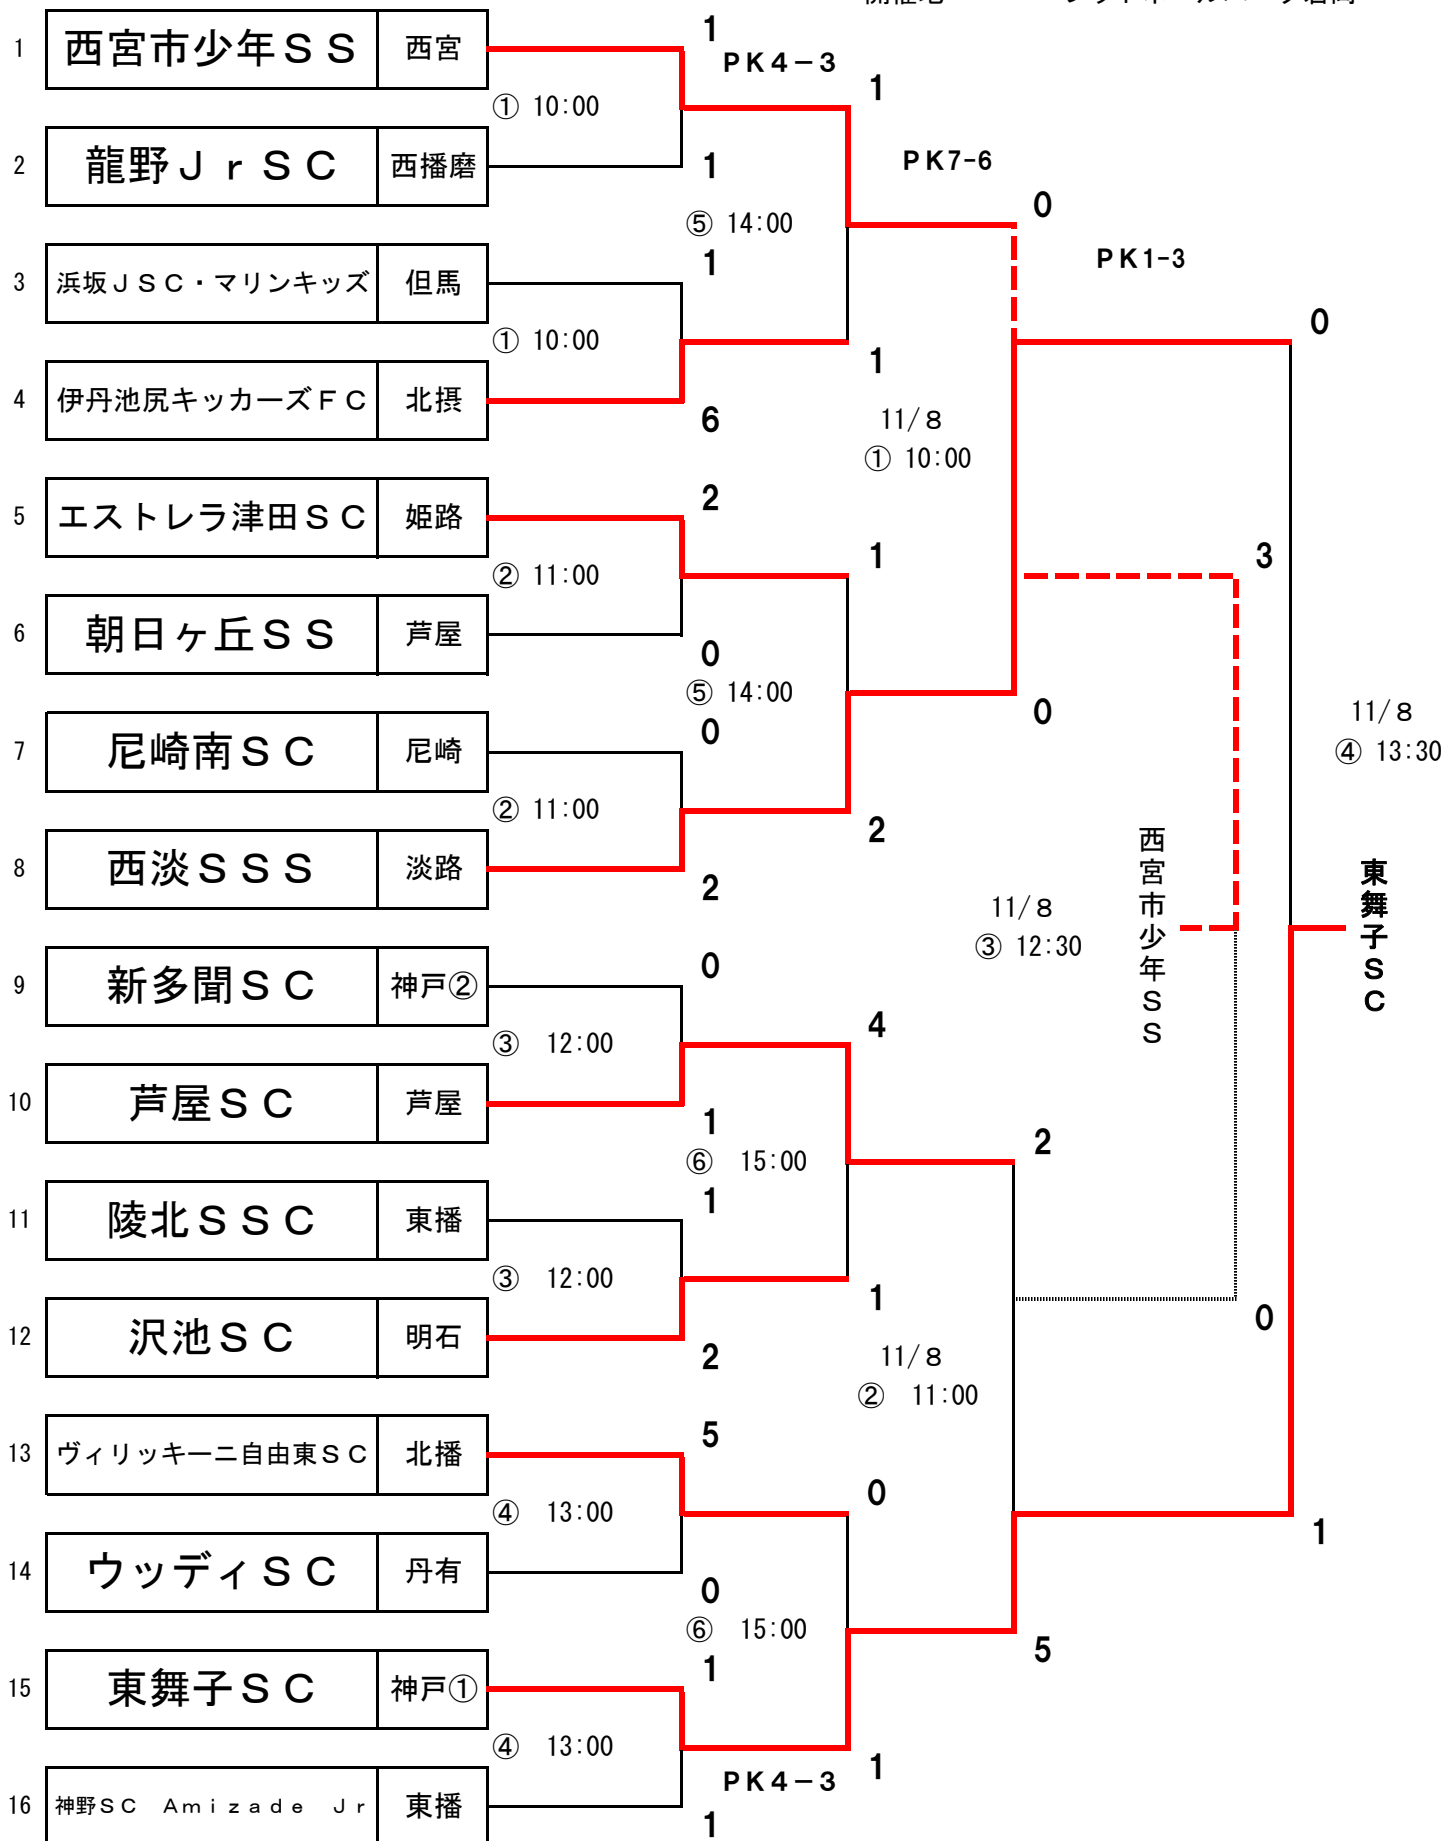 1 西宮市少年ＳＳ 西宮
① 10:00
1
PK４－３
1
2 龍野ＪｒＳＣ 西播磨
1
PK7-6
⑤ 14:00
0
3 浜坂ＪＳＣ・マリンキッズ 但馬
1
PK1-3
① 10:00
0
1
4 伊丹池尻キッカーズＦＣ 北摂
6
11/８
① 10:00
5 エストレラ津田ＳＣ 姫路
2
② 11:00
1
3
6 朝日ヶ丘ＳＳ 芦屋
0
⑤ 14:00
0
7 尼崎南ＳＣ 尼崎
0
11/８
④ 13:30
② 11:00
2
8 西淡ＳＳＳ 淡路
2
11/８
③ 12:30
西宮市少年ＳＳ
東舞子ＳＣ
9 新多聞ＳＣ 神戸②
0
③ 12:00
4
10 芦屋ＳＣ 芦屋
1
⑥ 15:00
2
11 陵北ＳＳＣ 東播
1
③ 12:00
1
0
12 沢池ＳＣ 明石
2
11/８
② 11:00
13 ヴィリッキーニ自由東ＳＣ 北播
5
④ 13:00
0
1
14 ウッディＳＣ 丹有
0
⑥ 15:00
5
15 東舞子ＳＣ 神戸①
1
④ 13:00
1
PK４－３
16 神野ＳＣ Ａｍｉｚａｄｅ Ｊｒ 東播
1